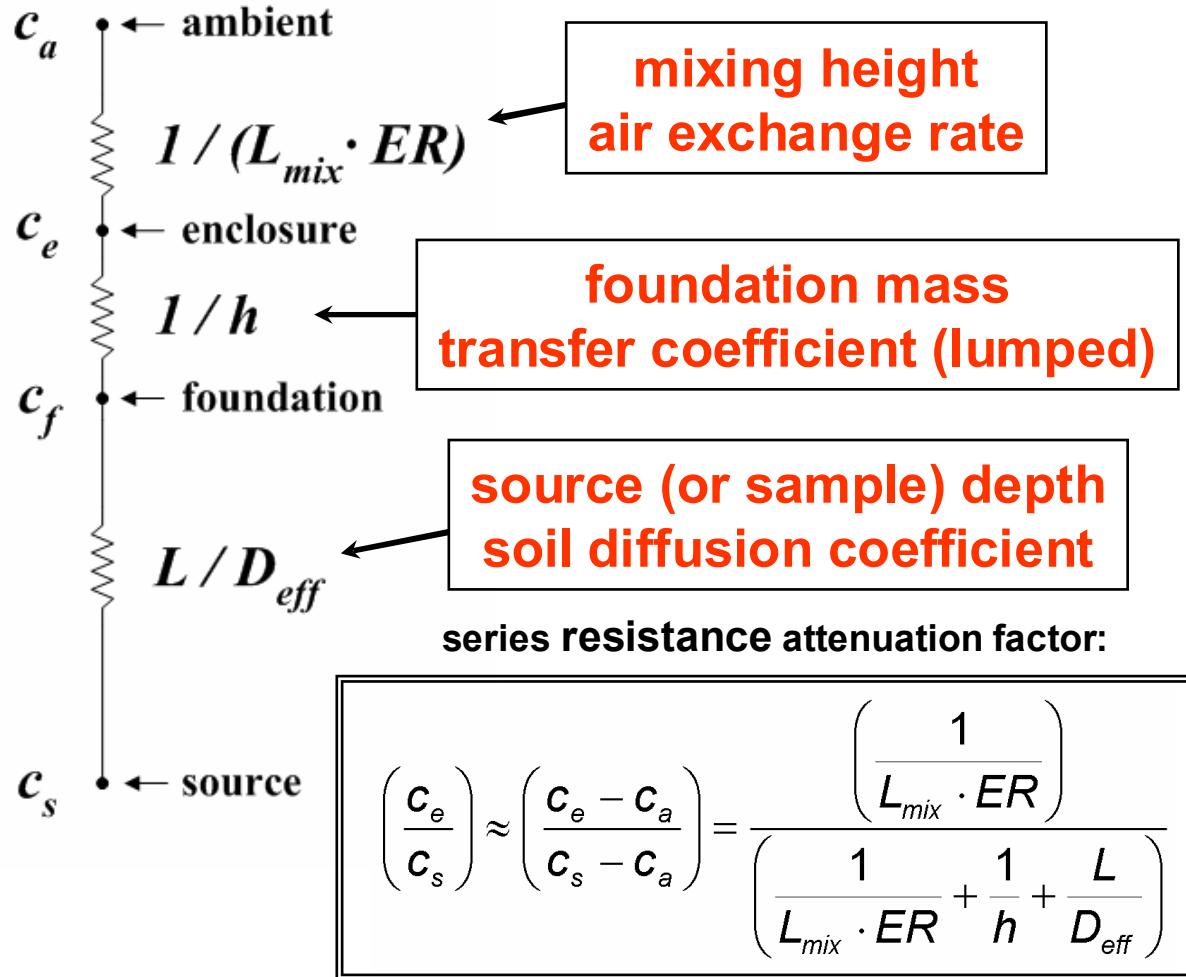 c_a ← ambient
mixing height
air exchange rate
1 / (L_mix · ER)
c_e ← enclosure
1 / h
foundation mass
transfer coefficient (lumped)
c_f ← foundation
source (or sample) depth
soil diffusion coefficient
L / D_eff
series resistance attenuation factor:
c_s ← source
(c_e / c_s) ≈ ((c_e − c_a) / (c_s − c_a)) = (1 / (L_mix · ER)) / (1 / (L_mix · ER) + 1 / h + L / D_eff)